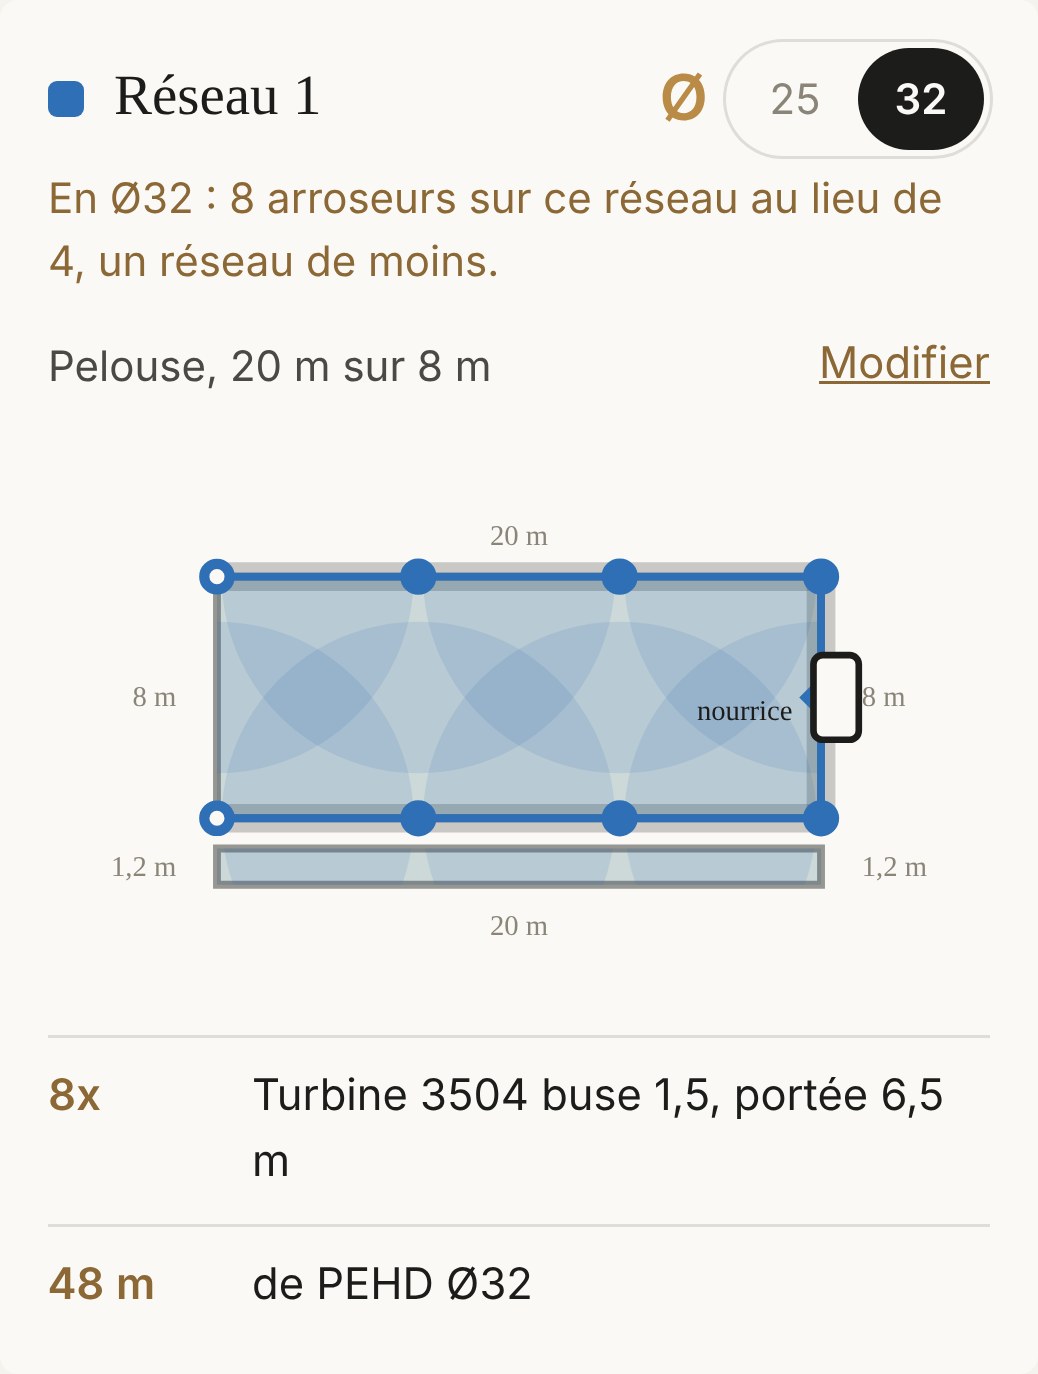 Réseau 1
Ø 25 32
En Ø32 : 8 arroseurs sur ce réseau au lieu de
4, un réseau de moins.
Pelouse, 20 m sur 8 m Modifier
20 m
8 m nourrice 8 m
1,2 m 1,2 m
20 m
8x Turbine 3504 buse 1,5, portée 6,5
m
48 m de PEHD Ø32